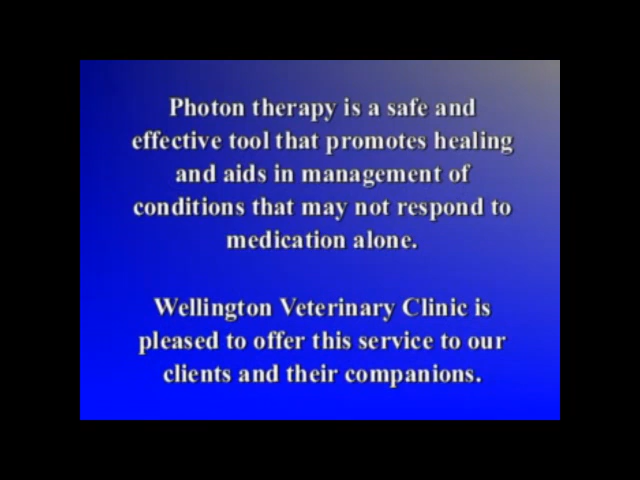 Photon therapy is a safe and
effective tool that promotes healing
and aids in management of
conditions that may not respond to
medication alone.
Wellington Veterinary Clinic is
pleased to offer this service to our
clients and their companions.